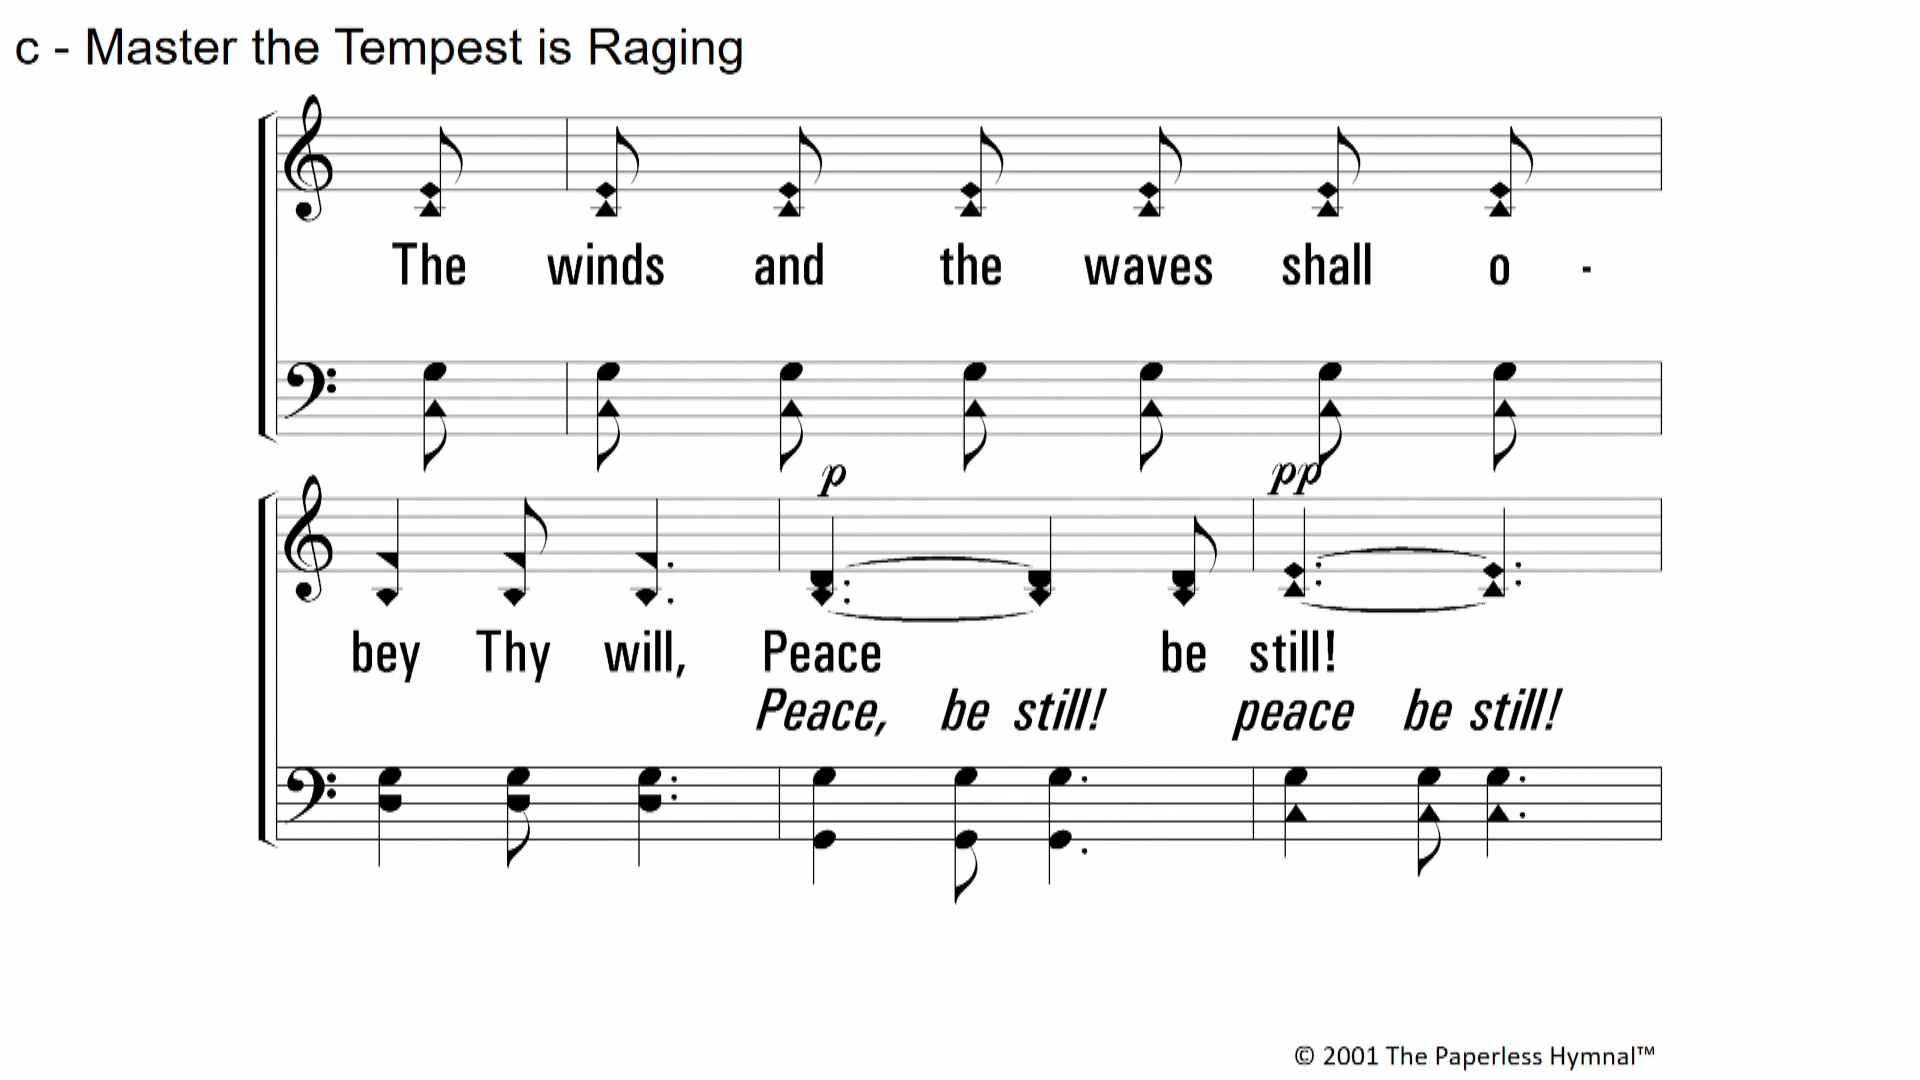 c - Master the Tempest is Raging
The winds and the waves shall o -
p pp
bey Thy will, Peace be still!
Peace, be still! peace be still!
© 2001 The Paperless Hymnal™